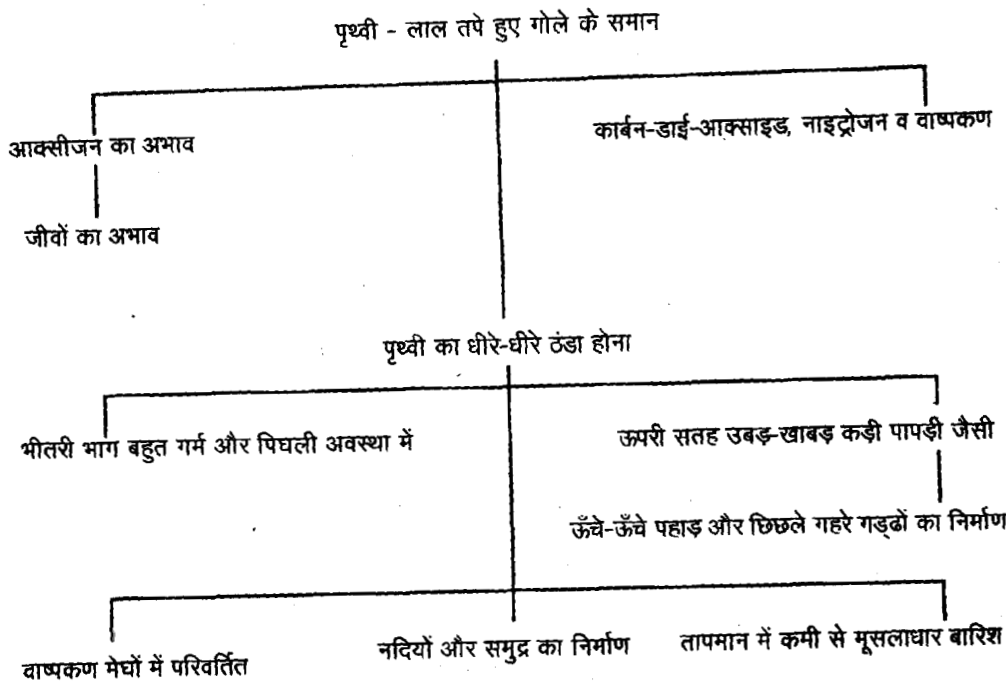 पृथ्वी - लाल तपे हुए गोले के समान
आक्सीजन का अभाव
कार्बन-डाई-आक्साइड, नाइट्रोजन व वाष्पकण
जीवों का अभाव
पृथ्वी का धीरे-धीरे ठंडा होना
भीतरी भाग बहुत गर्म और पिघली अवस्था में
ऊपरी सतह उबड़-खाबड़ कड़ी पापड़ी जैसी
ऊँचे-ऊँचे पहाड़ और छिछले गहरे गड्ढों का निर्माण
वाष्पकण मेघों में परिवर्तित
नदियों और समुद्र का निर्माण
तापमान में कमी से मूसलाधार बारिश